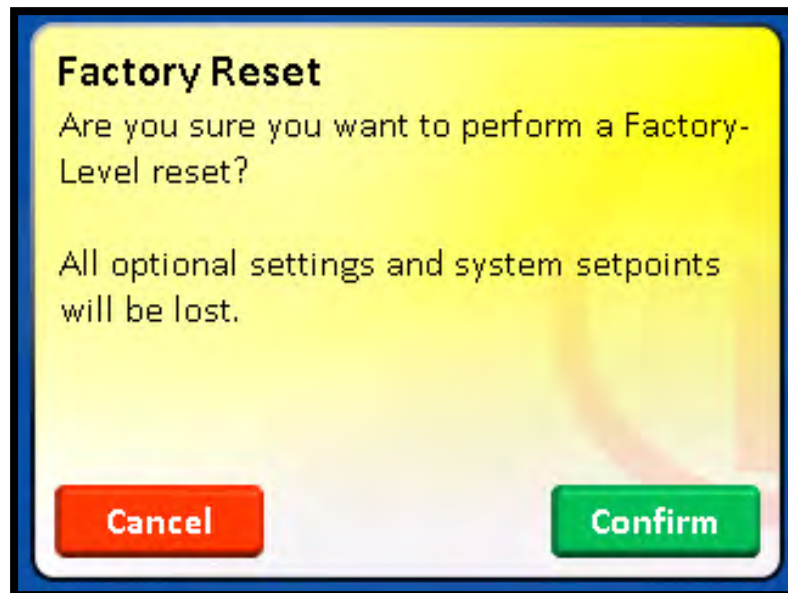 Factory Reset
Are you sure you want to perform a Factory-
Level reset?
All optional settings and system setpoints
will be lost.
Cancel
Confirm